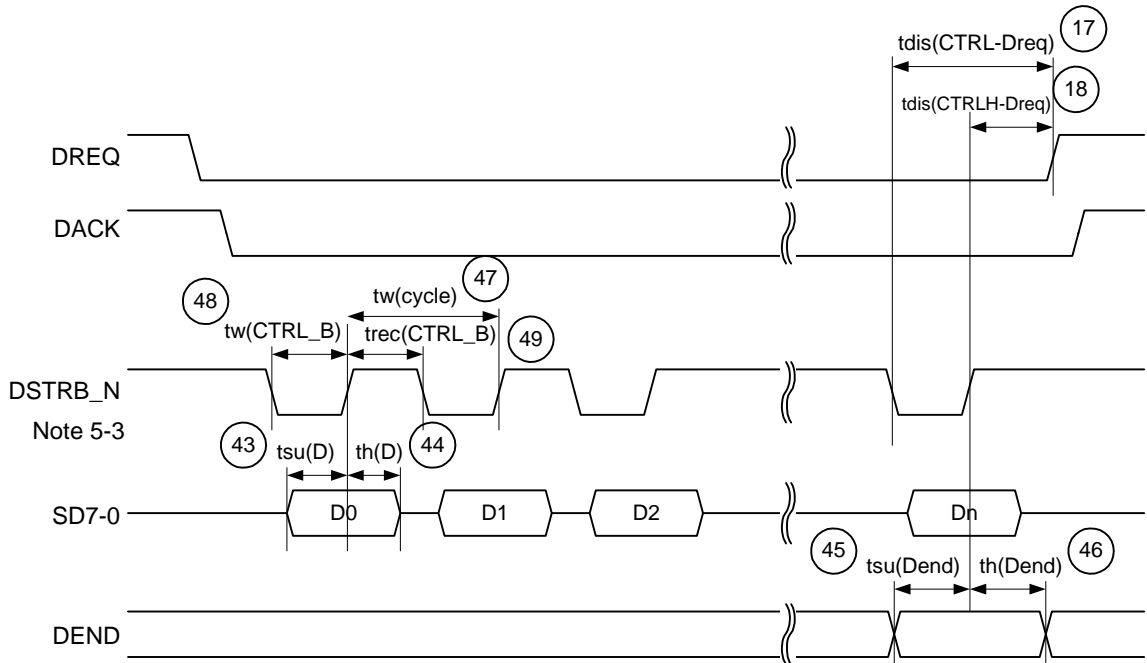 17
tdis(CTRL-Dreq)
18
tdis(CTRLH-Dreq)
DREQ
DACK
47
48
tw(cycle)
tw(CTRL_B)
trec(CTRL_B)
49
DSTRB_N
Note 5-3
43
tsu(D)
th(D)
44
SD7-0
D0
D1
D2
Dn
45
tsu(Dend)
th(Dend)
46
DEND